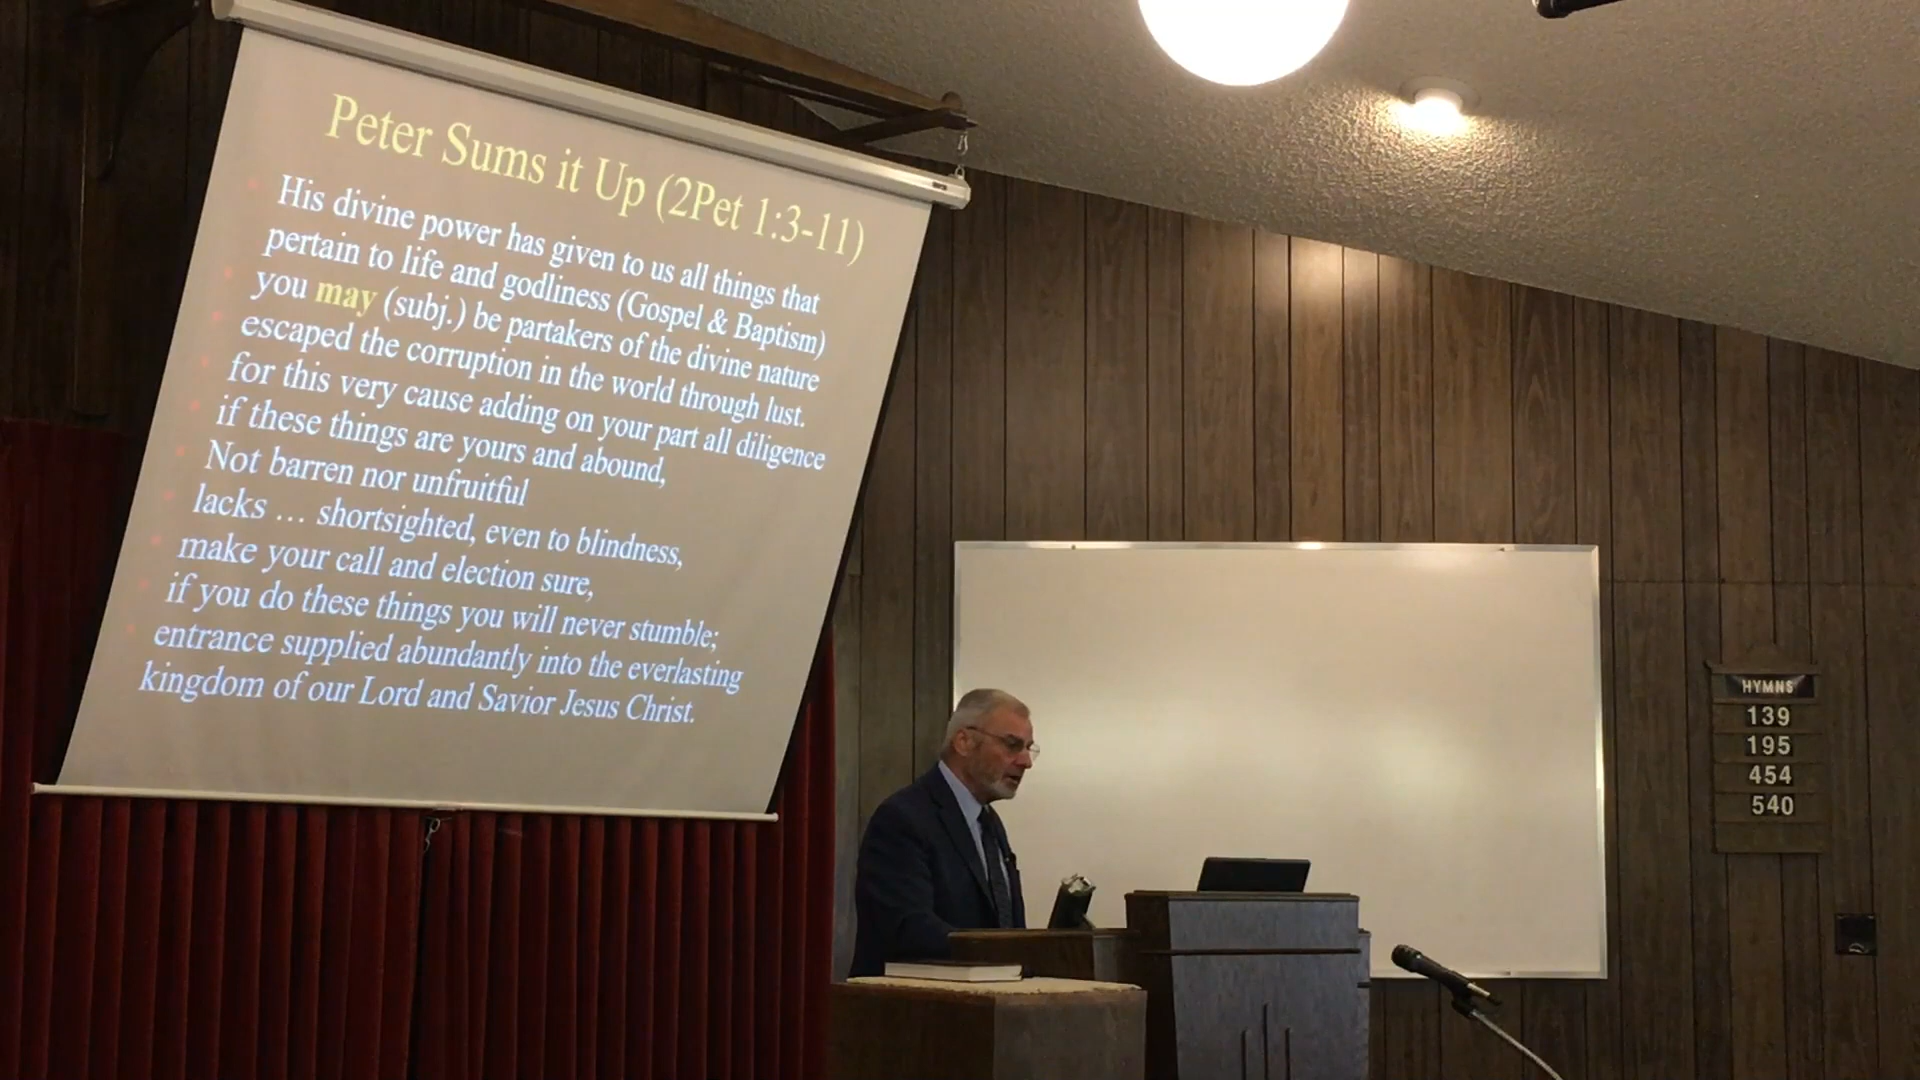 Peter Sums it Up (2Pet 1:3-11)
His divine power has given to us all things that
pertain to life and godliness (Gospel & Baptism)
you may (subj.) be partakers of the divine nature
escaped the corruption in the world through lust.
for this very cause adding on your part all diligence
if these things are yours and abound,
Not barren nor unfruitful
lacks … shortsighted, even to blindness,
make your call and election sure,
if you do these things you will never stumble;
entrance supplied abundantly into the everlasting
kingdom of our Lord and Savior Jesus Christ.
HYMNS
139
195
454
540